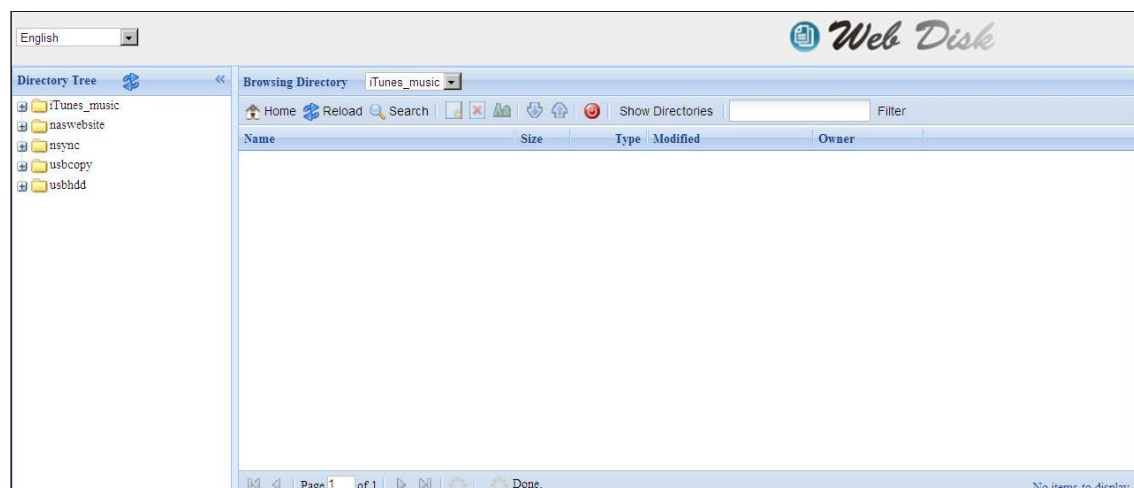 English
Web Disk
Directory Tree
Browsing Directory iTunes_music
iTunes_music
naswebsite
nsync
usbcopy
usbhdd
Home Reload Search Show Directories Filter
Name Size Type Modified Owner
Page 1 of 1 Done.
No items to display